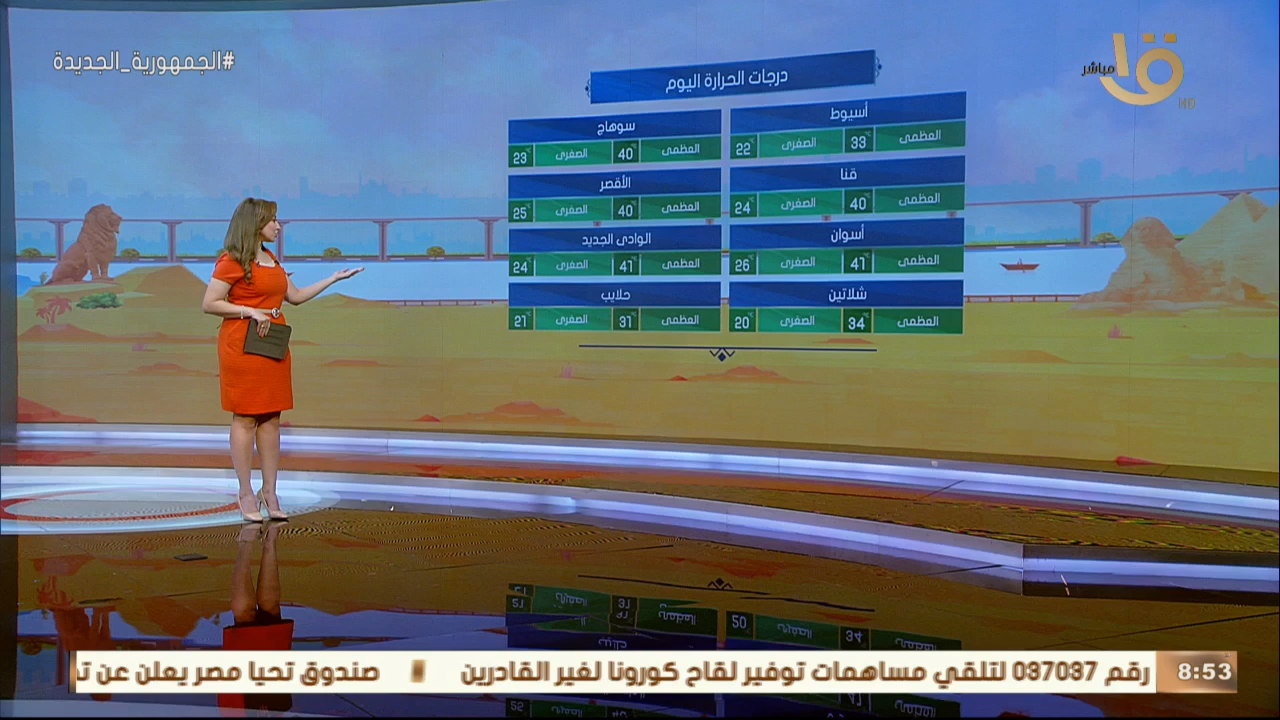 #الجمهورية_الجديدة
مباشر
HD
درجات الحرارة اليوم
أسيوط
العظمى 33 الصغرى 22
سوهاج
العظمى 40 الصغرى 23
قنا
العظمى 40 الصغرى 24
الأقصر
العظمى 40 الصغرى 25
أسوان
العظمى 41 الصغرى 26
الوادى الجديد
العظمى 41 الصغرى 24
شلاتين
العظمى 34 الصغرى 20
حلايب
العظمى 31 الصغرى 21
رقم 037037 لتلقي مساهمات توفير لقاح كورونا لغير القادرين
صندوق تحيا مصر يعلن عن ت
8:53